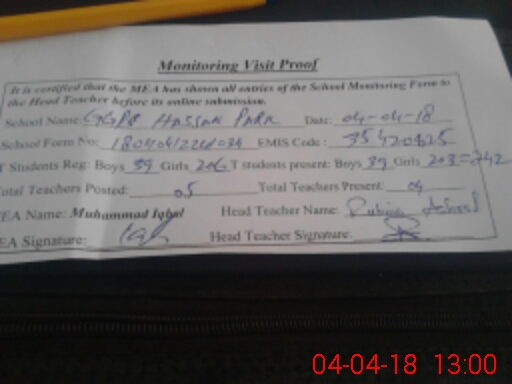 Monitoring Visit Proof
It is certified that the MEA has shown all entries of the School Monitoring Form to
the Head Teacher before its online submission.
School Name: GGPS HASSAN PARK Date: 04-04-18
School Form No: EMIS Code: 35420425
T Students Reg: Boys 39 Girls 206 T students present: Boys 39 Girls 203=242
Total Teachers Posted: 05 Total Teachers Present: 04
EA Name: Muhammad Iqbal Head Teacher Name: Rubina
EA Signature: Head Teacher Signature:
04-04-18 13:00